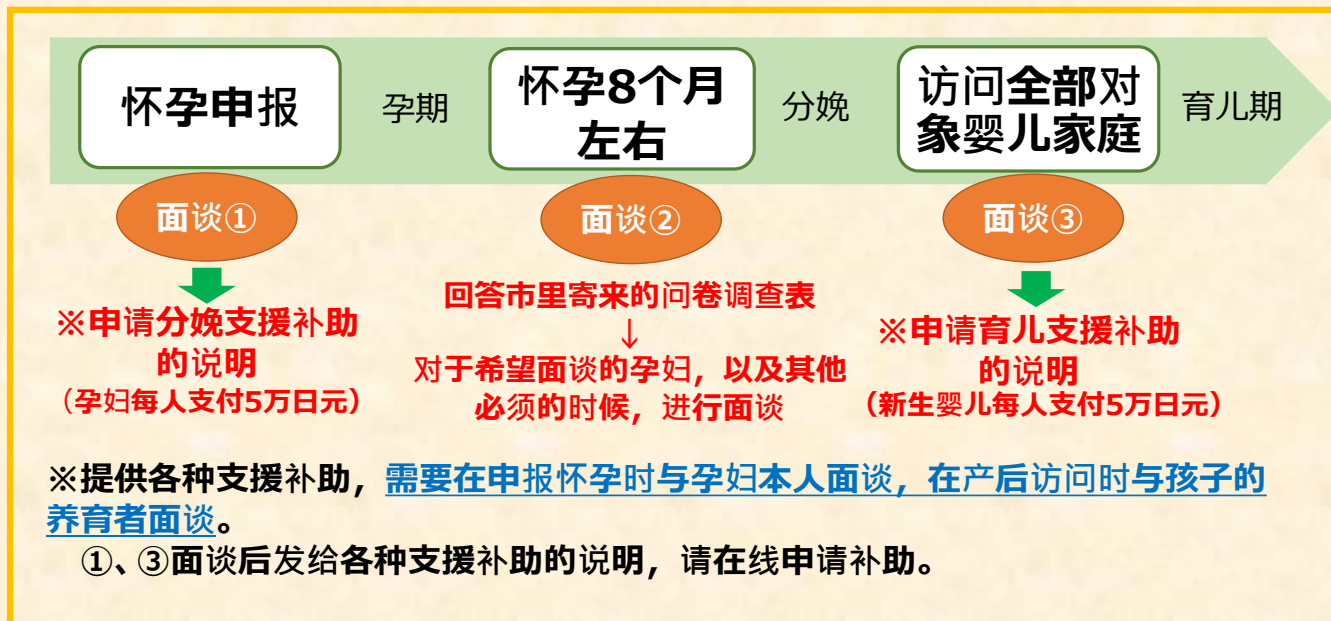 怀孕申报
孕期
怀孕8个月
左右
分娩
访问全部对
象婴儿家庭
育儿期
面谈①
面谈②
面谈③
※申请分娩支援补助
的说明
（孕妇每人支付5万日元）
回答市里寄来的问卷调查表
↓
对于希望面谈的孕妇，以及其他
必须的时候，进行面谈
※申请育儿支援补助
的说明
（新生婴儿每人支付5万日元）
※提供各种支援补助，需要在申报怀孕时与孕妇本人面谈，在产后访问时与孩子的
养育者面谈。
①、③面谈后发给各种支援补助的说明，请在线申请补助。